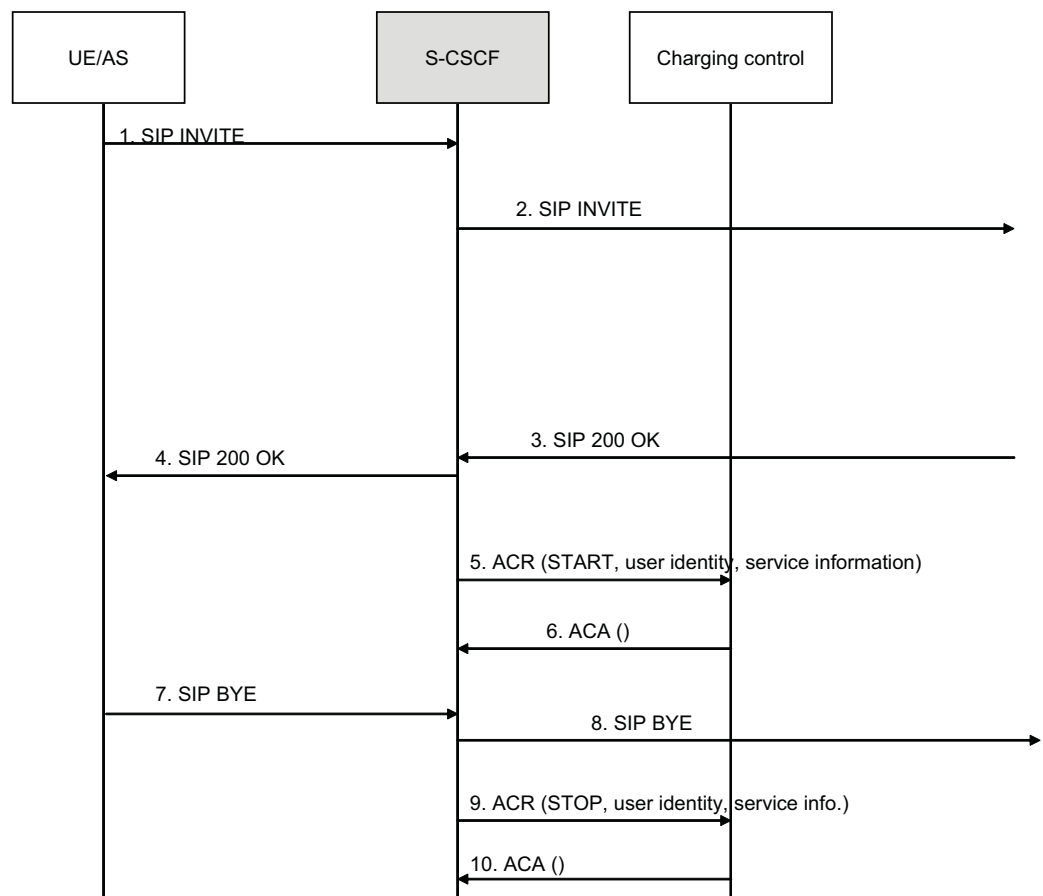 UE/AS
S-CSCF
Charging control
1. SIP INVITE
2. SIP INVITE
3. SIP 200 OK
4. SIP 200 OK
5. ACR (START, user identity, service information)
6. ACA ()
7. SIP BYE
8. SIP BYE
9. ACR (STOP, user identity, service info.)
10. ACA ()